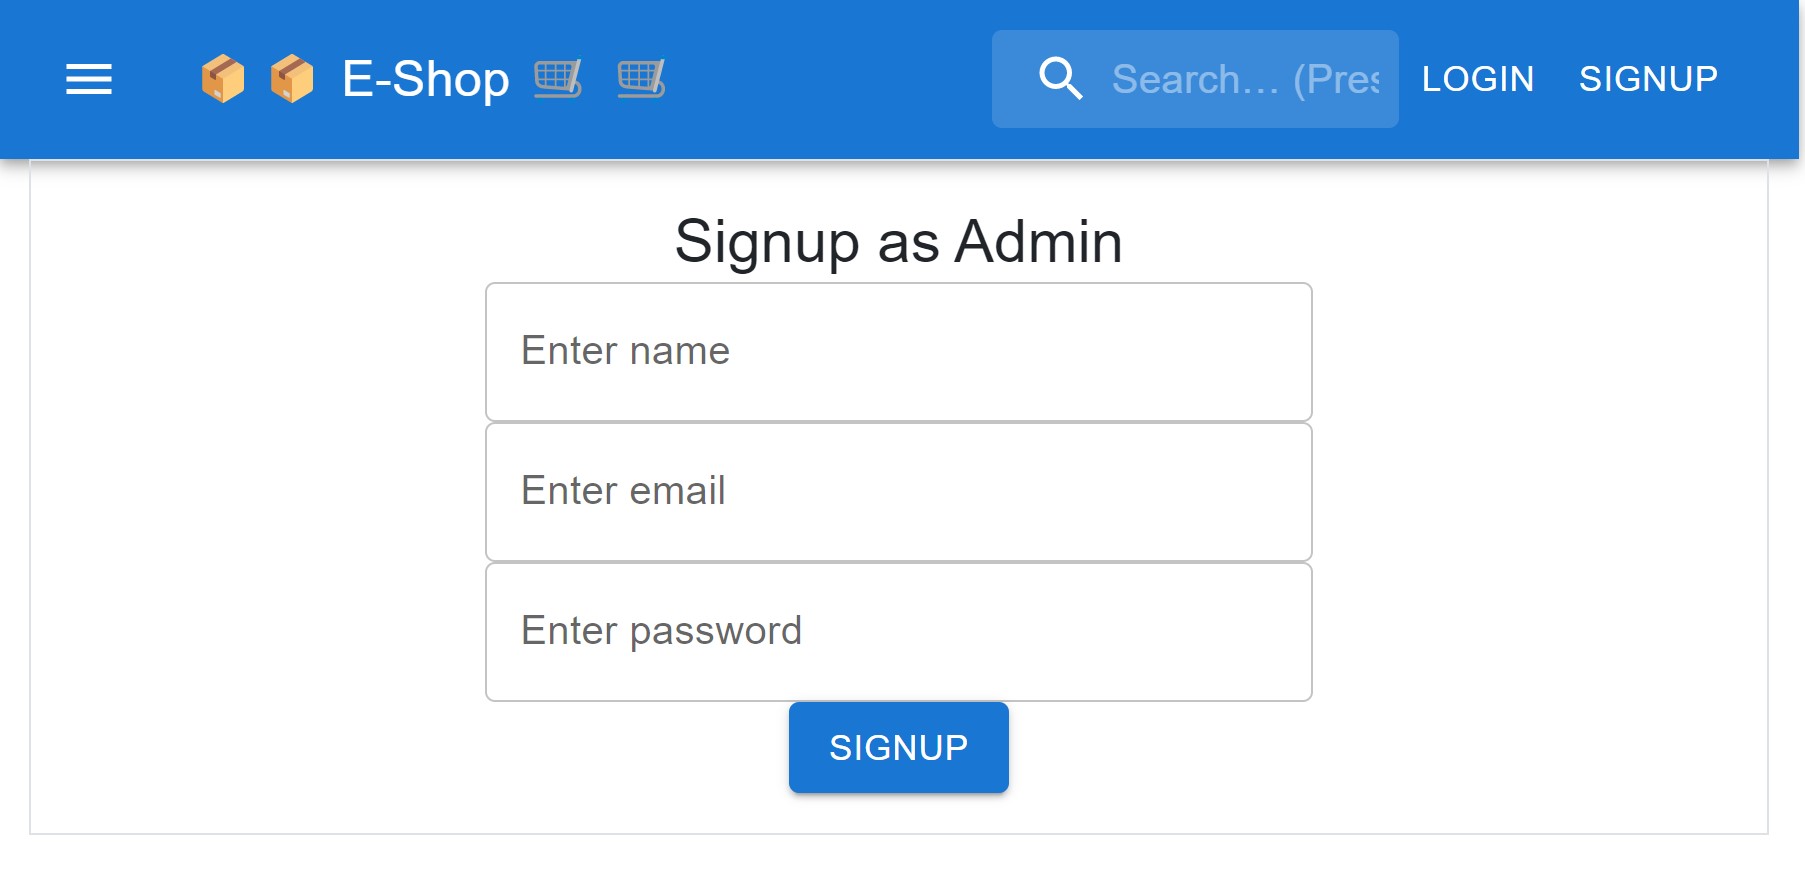 E-Shop
Search… (Pres
LOGIN
SIGNUP
Signup as Admin
Enter name
Enter email
Enter password
SIGNUP